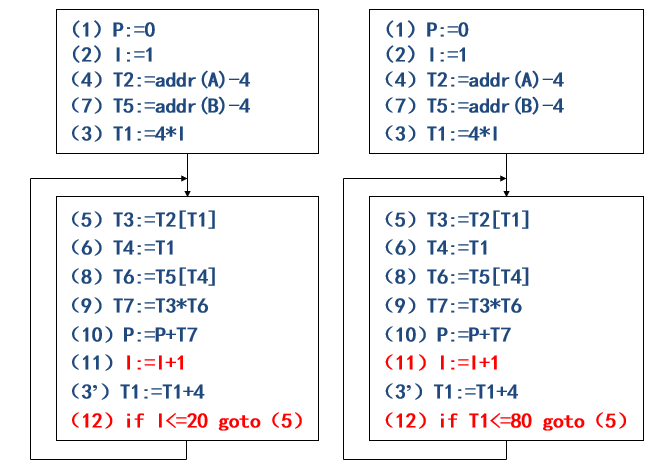 (1) P:=0
(2) I:=1
(4) T2:=addr(A)-4
(7) T5:=addr(B)-4
(3) T1:=4*I
(5) T3:=T2[T1]
(6) T4:=T1
(8) T6:=T5[T4]
(9) T7:=T3*T6
(10) P:=P+T7
(11) I:=I+1
(3’) T1:=T1+4
(12) if I<=20 goto (5)
(1) P:=0
(2) I:=1
(4) T2:=addr(A)-4
(7) T5:=addr(B)-4
(3) T1:=4*I
(5) T3:=T2[T1]
(6) T4:=T1
(8) T6:=T5[T4]
(9) T7:=T3*T6
(10) P:=P+T7
(11) I:=I+1
(3’) T1:=T1+4
(12) if T1<=80 goto (5)